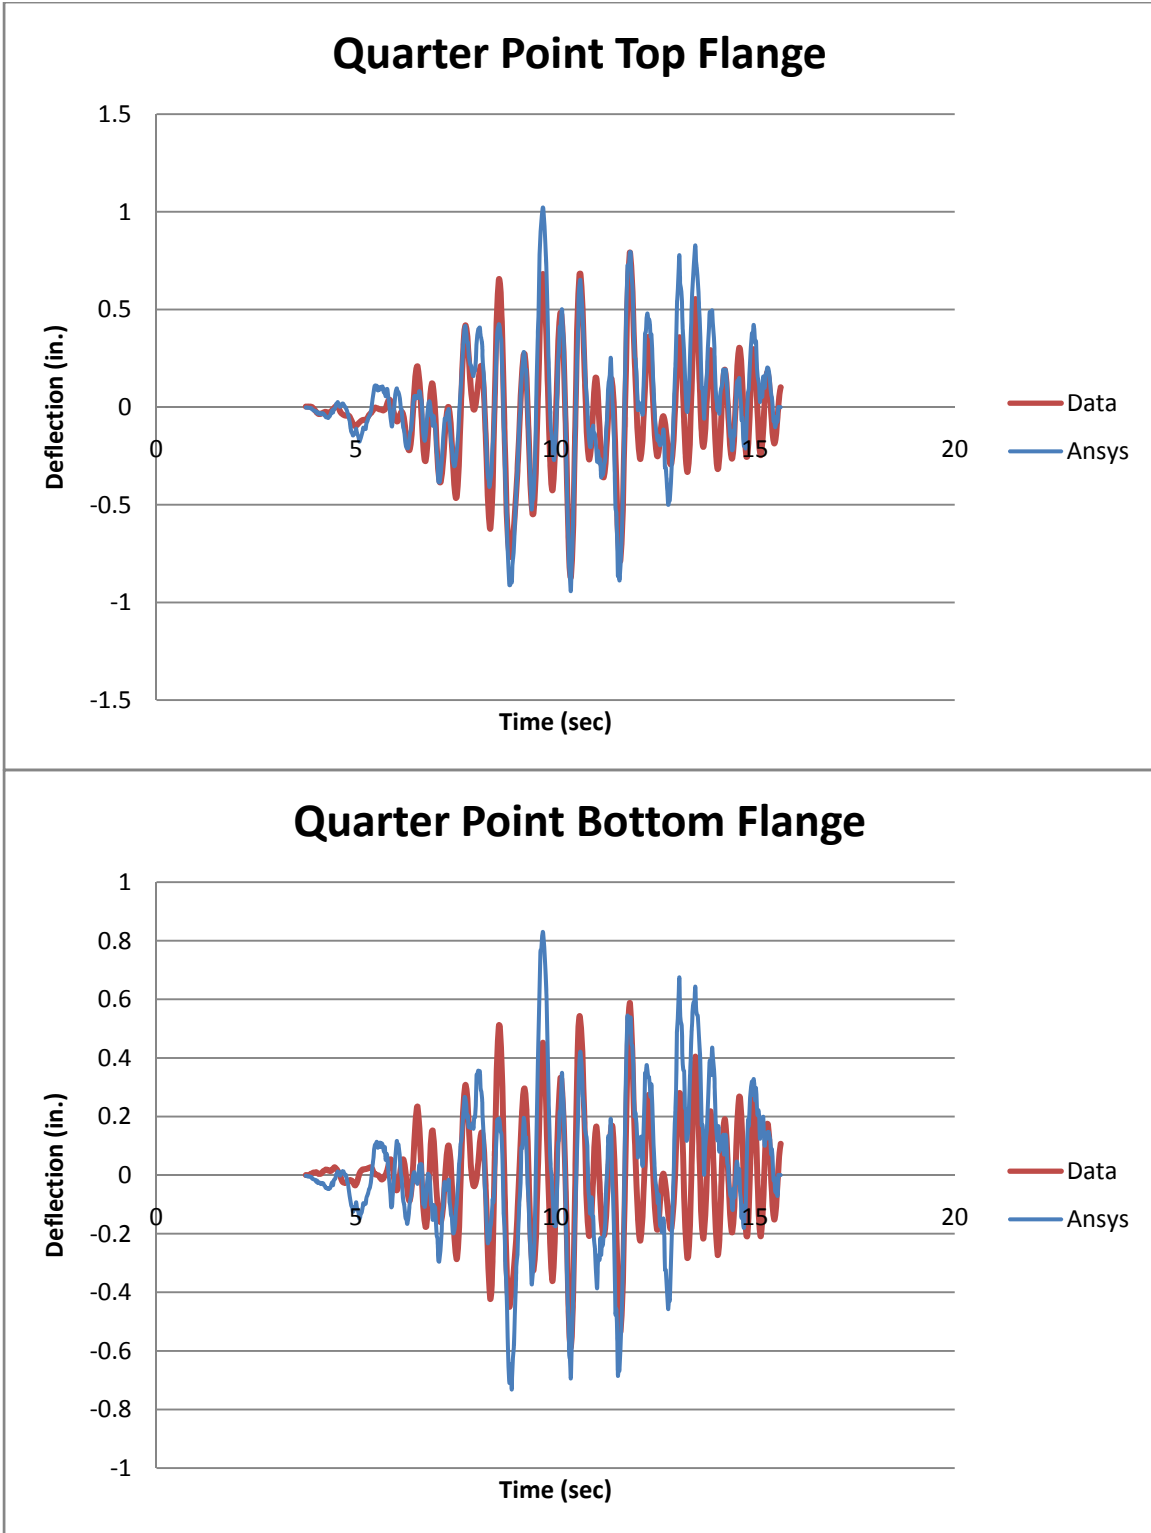 Quarter Point Top Flange
1.5
1
0.5
0
-0.5
-1
-1.5
0 5 10 15 20
Deflection (in.)
Time (sec)
Data
Ansys
Quarter Point Bottom Flange
1
0.8
0.6
0.4
0.2
0
-0.2
-0.4
-0.6
-0.8
-1
0 5 10 15 20
Deflection (in.)
Time (sec)
Data
Ansys